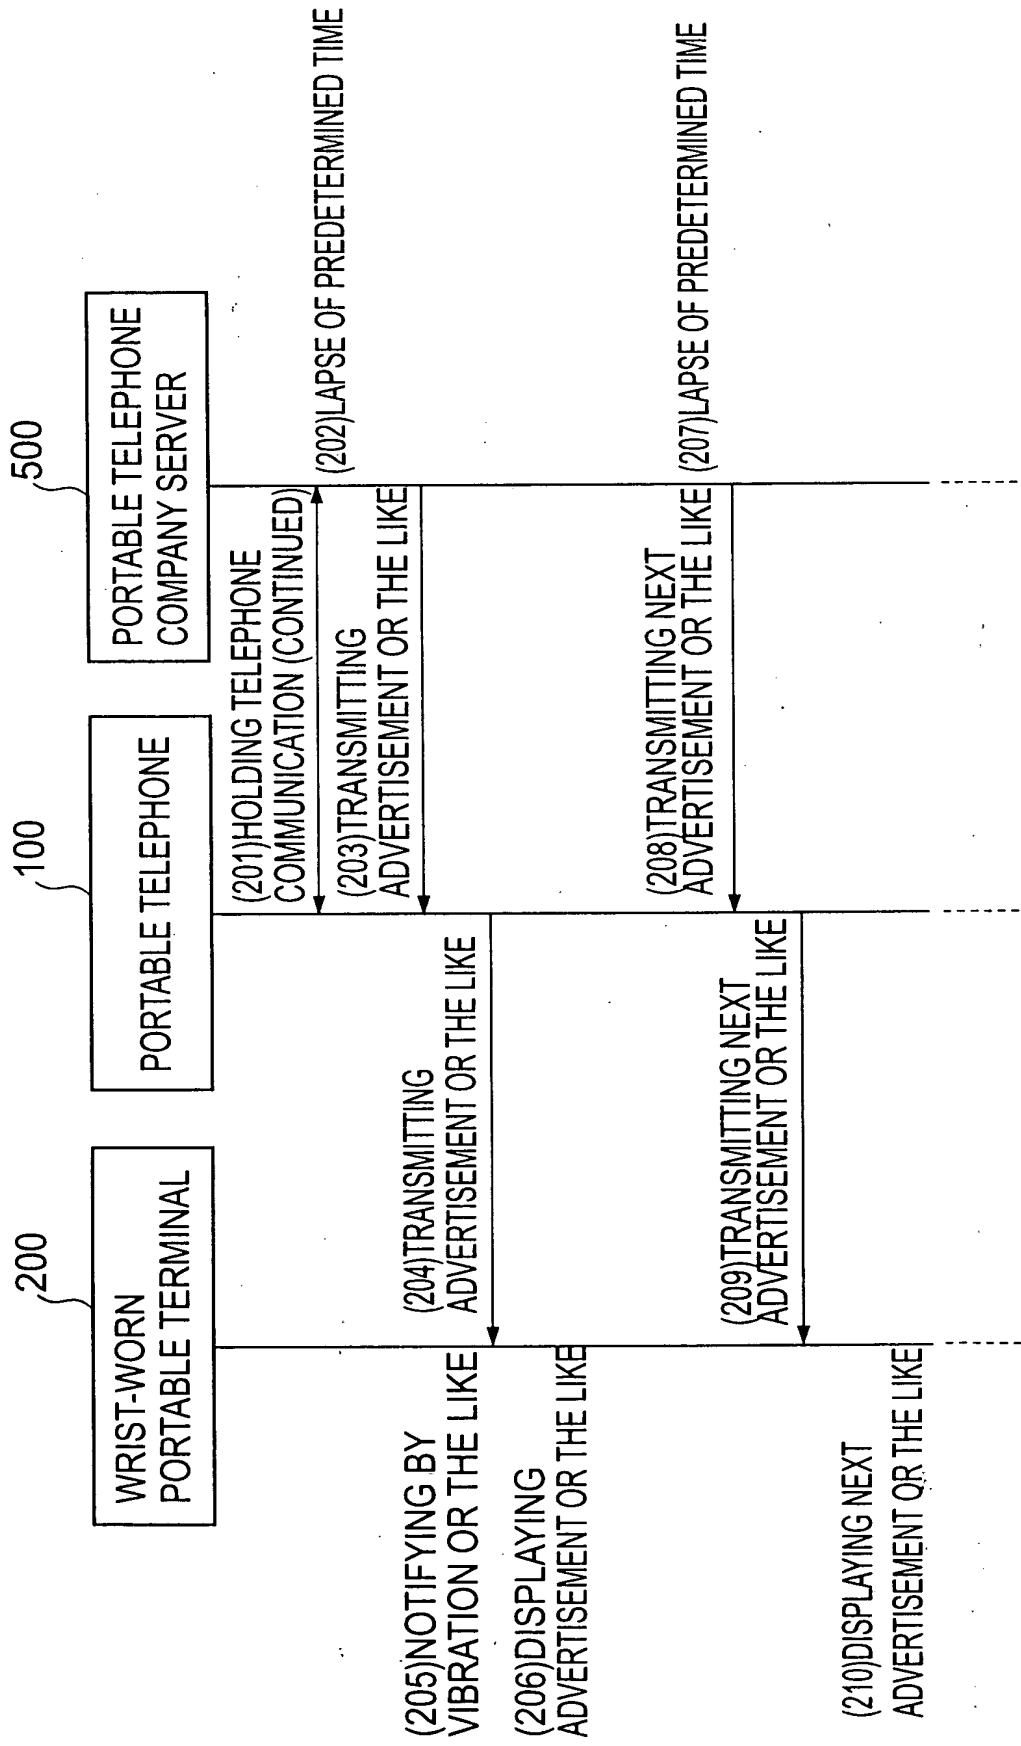 200
100
500
WRIST-WORN
PORTABLE TERMINAL
PORTABLE TELEPHONE
PORTABLE TELEPHONE
COMPANY SERVER
(201)HOLDING TELEPHONE
COMMUNICATION (CONTINUED)
(202)LAPSE OF PREDETERMINED TIME
(203)TRANSMITTING
ADVERTISEMENT OR THE LIKE
(204)TRANSMITTING
ADVERTISEMENT OR THE LIKE
(205)NOTIFYING BY
VIBRATION OR THE LIKE
(206)DISPLAYING
ADVERTISEMENT OR THE LIKE
(207)LAPSE OF PREDETERMINED TIME
(208)TRANSMITTING NEXT
ADVERTISEMENT OR THE LIKE
(209)TRANSMITTING NEXT
ADVERTISEMENT OR THE LIKE
(210)DISPLAYING NEXT
ADVERTISEMENT OR THE LIKE